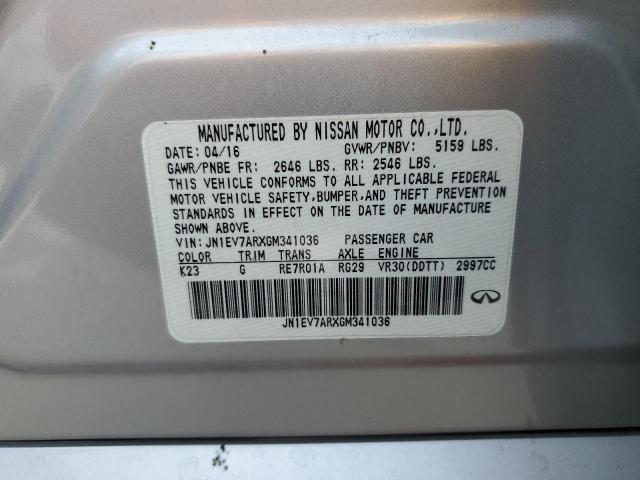 MANUFACTURED BY NISSAN MOTOR CO.,LTD.
DATE: 04/16 GVWR/PNBV: 5159 LBS.
GAWR/PNBE FR: 2646 LBS. RR: 2546 LBS.
THIS VEHICLE CONFORMS TO ALL APPLICABLE FEDERAL
MOTOR VEHICLE SAFETY,BUMPER,AND THEFT PREVENTION
STANDARDS IN EFFECT ON THE DATE OF MANUFACTURE
SHOWN ABOVE.
VIN:JN1EV7ARXGM341036 PASSENGER CAR
COLOR TRIM TRANS AXLE ENGINE
K23 G RE7R01A RG29 VR30(DDTT) 2997CC
JN1EV7ARXGM341036